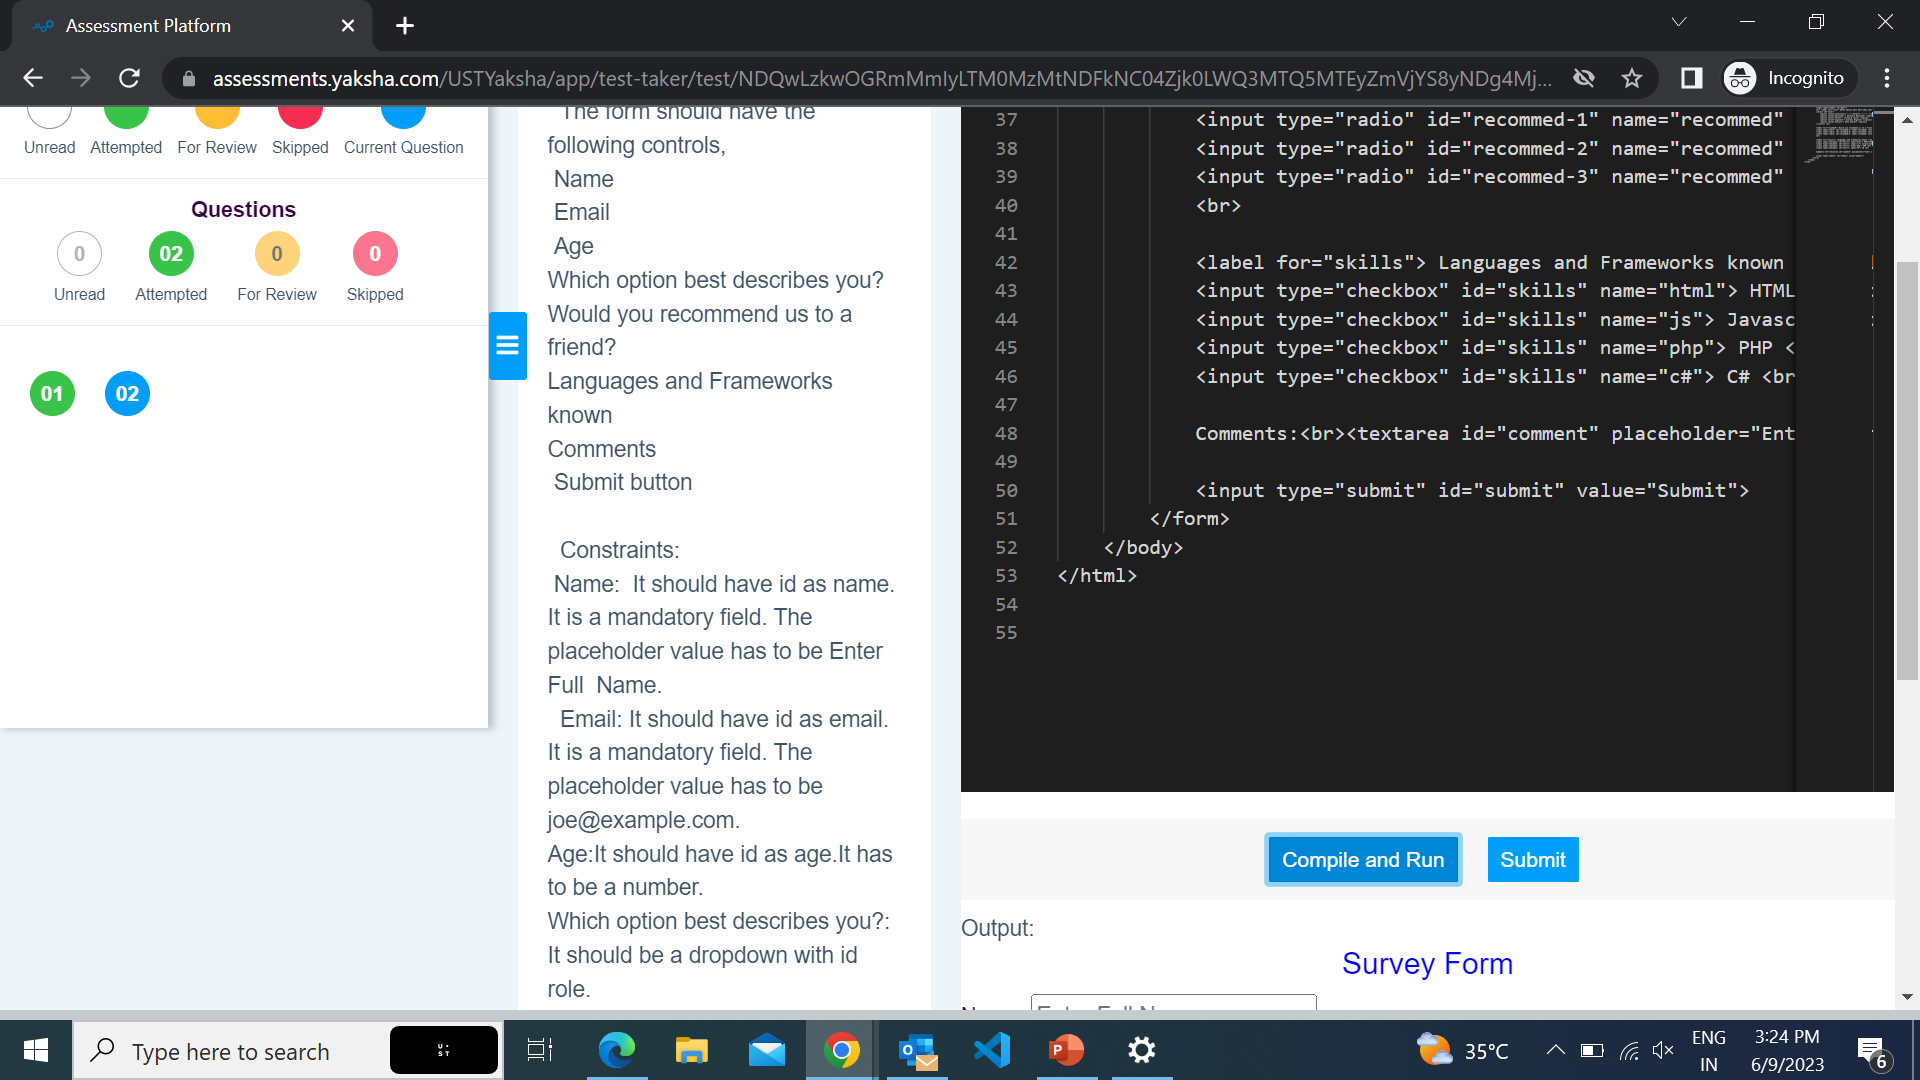 Assessment Platform
assessments.yaksha.com/USTYaksha/app/test-taker/test/NDQwLzkwOGRmMmIyLTM0MzMtNDFkNC04Zjk0LWQ3MTQ5MTEyZmVjYS8yNDg4Mj...
Incognito
Unread Attempted For Review Skipped Current Question
Questions
0 02 0 0
Unread Attempted For Review Skipped
01 02
The form should have the
following controls,
Name
Email
Age
Which option best describes you?
Would you recommend us to a
friend?
Languages and Frameworks
known
Comments
Submit button
Constraints:
Name: It should have id as name.
It is a mandatory field. The
placeholder value has to be Enter
Full Name.
Email: It should have id as email.
It is a mandatory field. The
placeholder value has to be
joe@example.com.
Age:It should have id as age.It has
to be a number.
Which option best describes you?:
It should be a dropdown with id
role.
37 <input type="radio" id="recommed-1" name="recommed"
38 <input type="radio" id="recommed-2" name="recommed"
39 <input type="radio" id="recommed-3" name="recommed"
40 <br>
41
42 <label for="skills"> Languages and Frameworks known
43 <input type="checkbox" id="skills" name="html"> HTML
44 <input type="checkbox" id="skills" name="js"> Javasc
45 <input type="checkbox" id="skills" name="php"> PHP <
46 <input type="checkbox" id="skills" name="c#"> C# <br
47
48 Comments:<br><textarea id="comment" placeholder="Ent
49
50 <input type="submit" id="submit" value="Submit">
51 </form>
52 </body>
53 </html>
54
55
Compile and Run Submit
Output:
Survey Form
Type here to search
35°C
ENG
IN
3:24 PM
6/9/2023
6